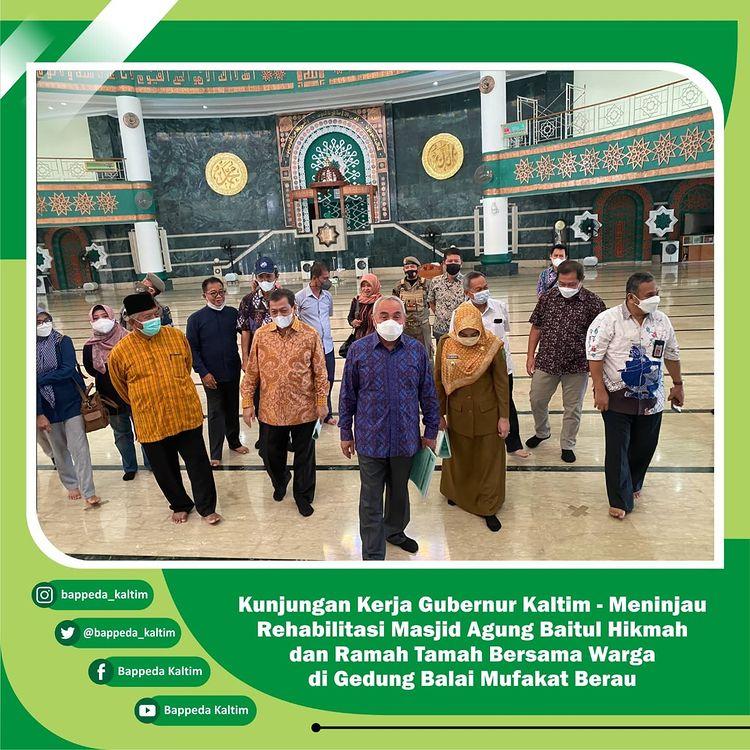 bappeda_kaltim
@bappeda_kaltim
Bappeda Kaltim
Bappeda Kaltim
Kunjungan Kerja Gubernur Kaltim - Meninjau
Rehabilitasi Masjid Agung Baitul Hikmah
dan Ramah Tamah Bersama Warga
di Gedung Balai Mufakat Berau